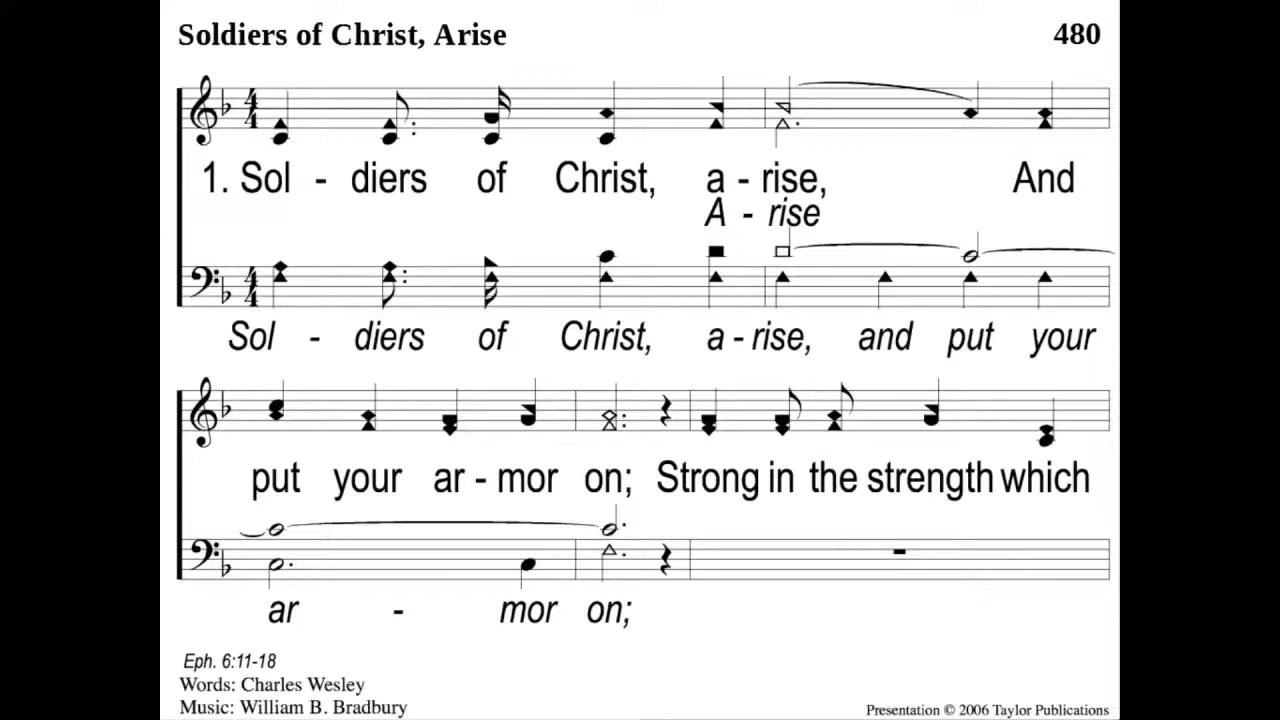 Soldiers of Christ, Arise 480
1. Sol - diers of Christ, a - rise, And
A - rise
Sol - diers of Christ, a - rise, and put your
put your ar - mor on; Strong in the strength which
ar - mor on;
Eph. 6:11-18
Words: Charles Wesley
Music: William B. Bradbury
Presentation © 2006 Taylor Publications